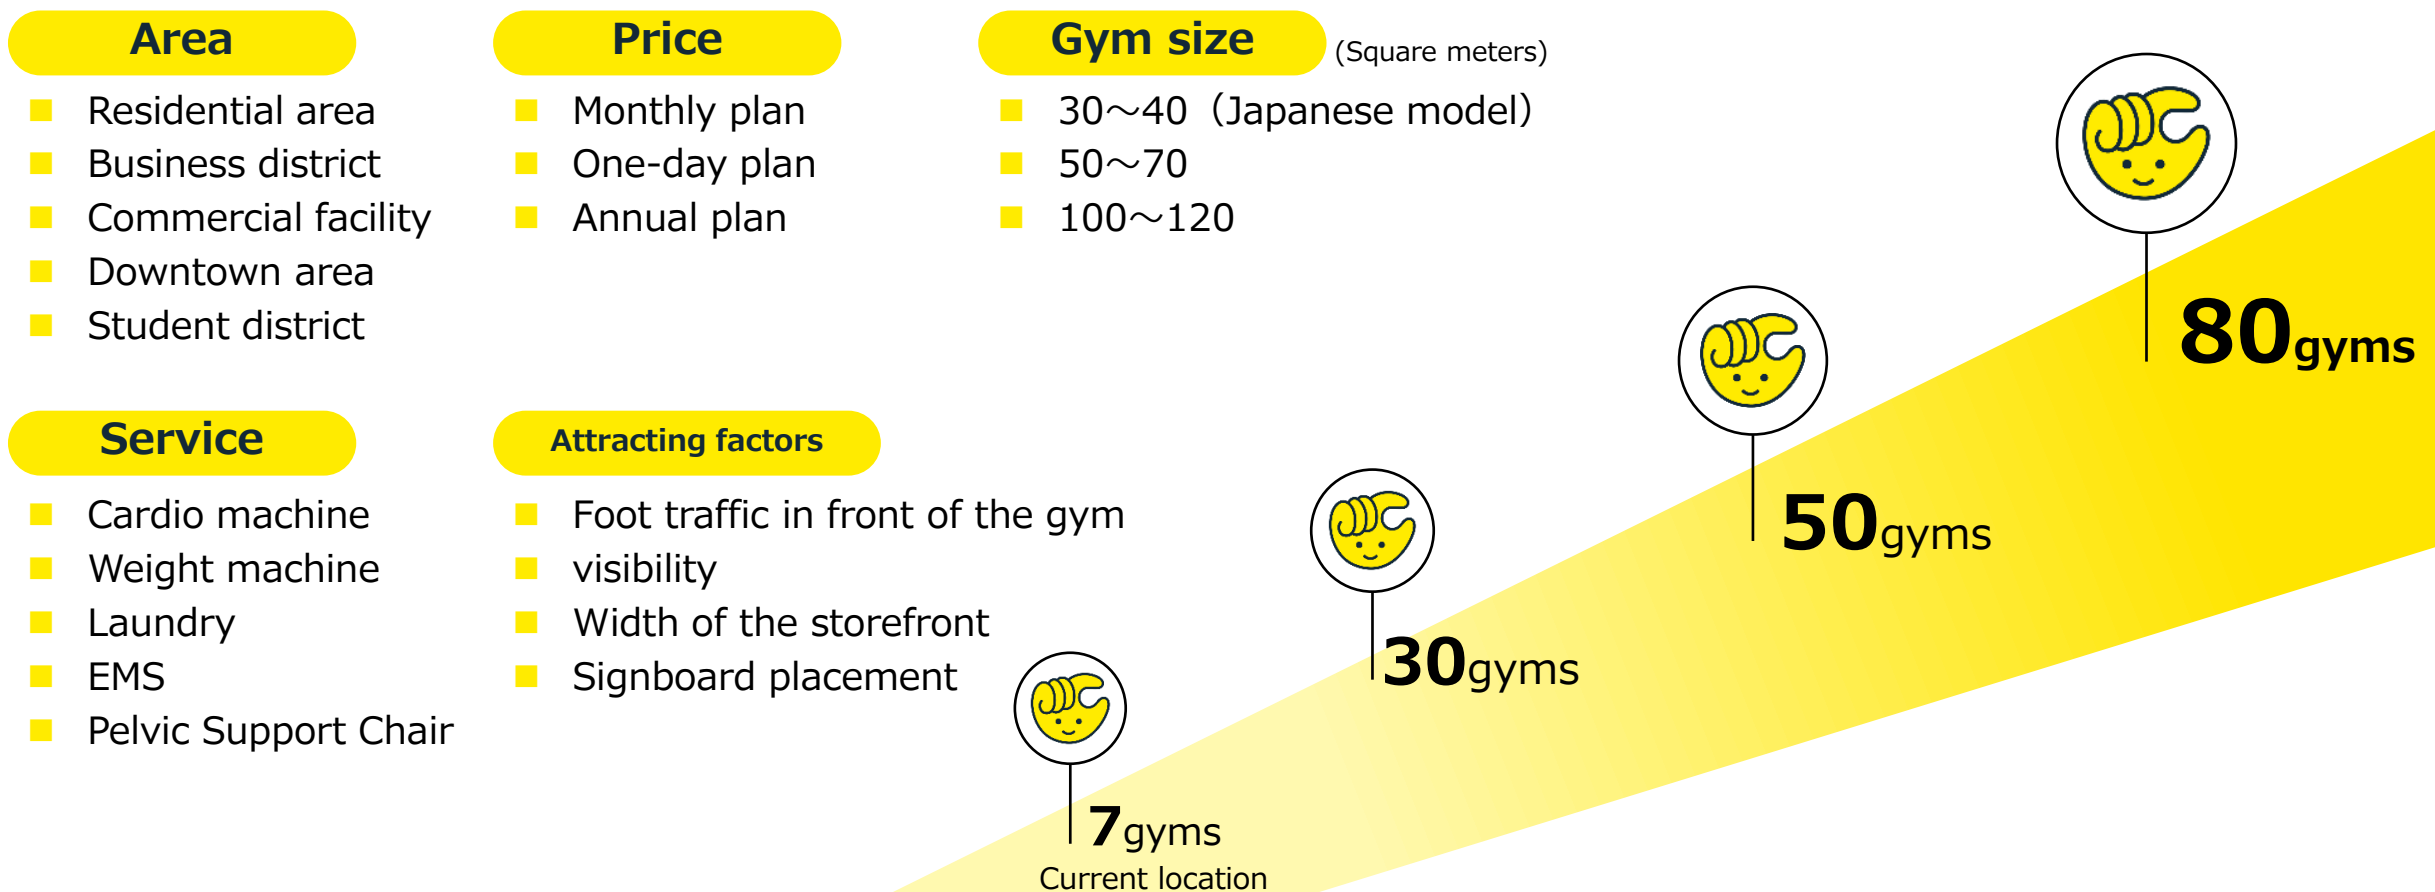 Area
Residential area
Business district
Commercial facility
Downtown area
Student district
Price
Monthly plan
One-day plan
Annual plan
Gym size (Square meters)
30～40（Japanese model）
50～70
100～120
Service
Cardio machine
Weight machine
Laundry
EMS
Pelvic Support Chair
Attracting factors
Foot traffic in front of the gym
visibility
Width of the storefront
Signboard placement
7gyms
Current location
30gyms
50gyms
80gyms